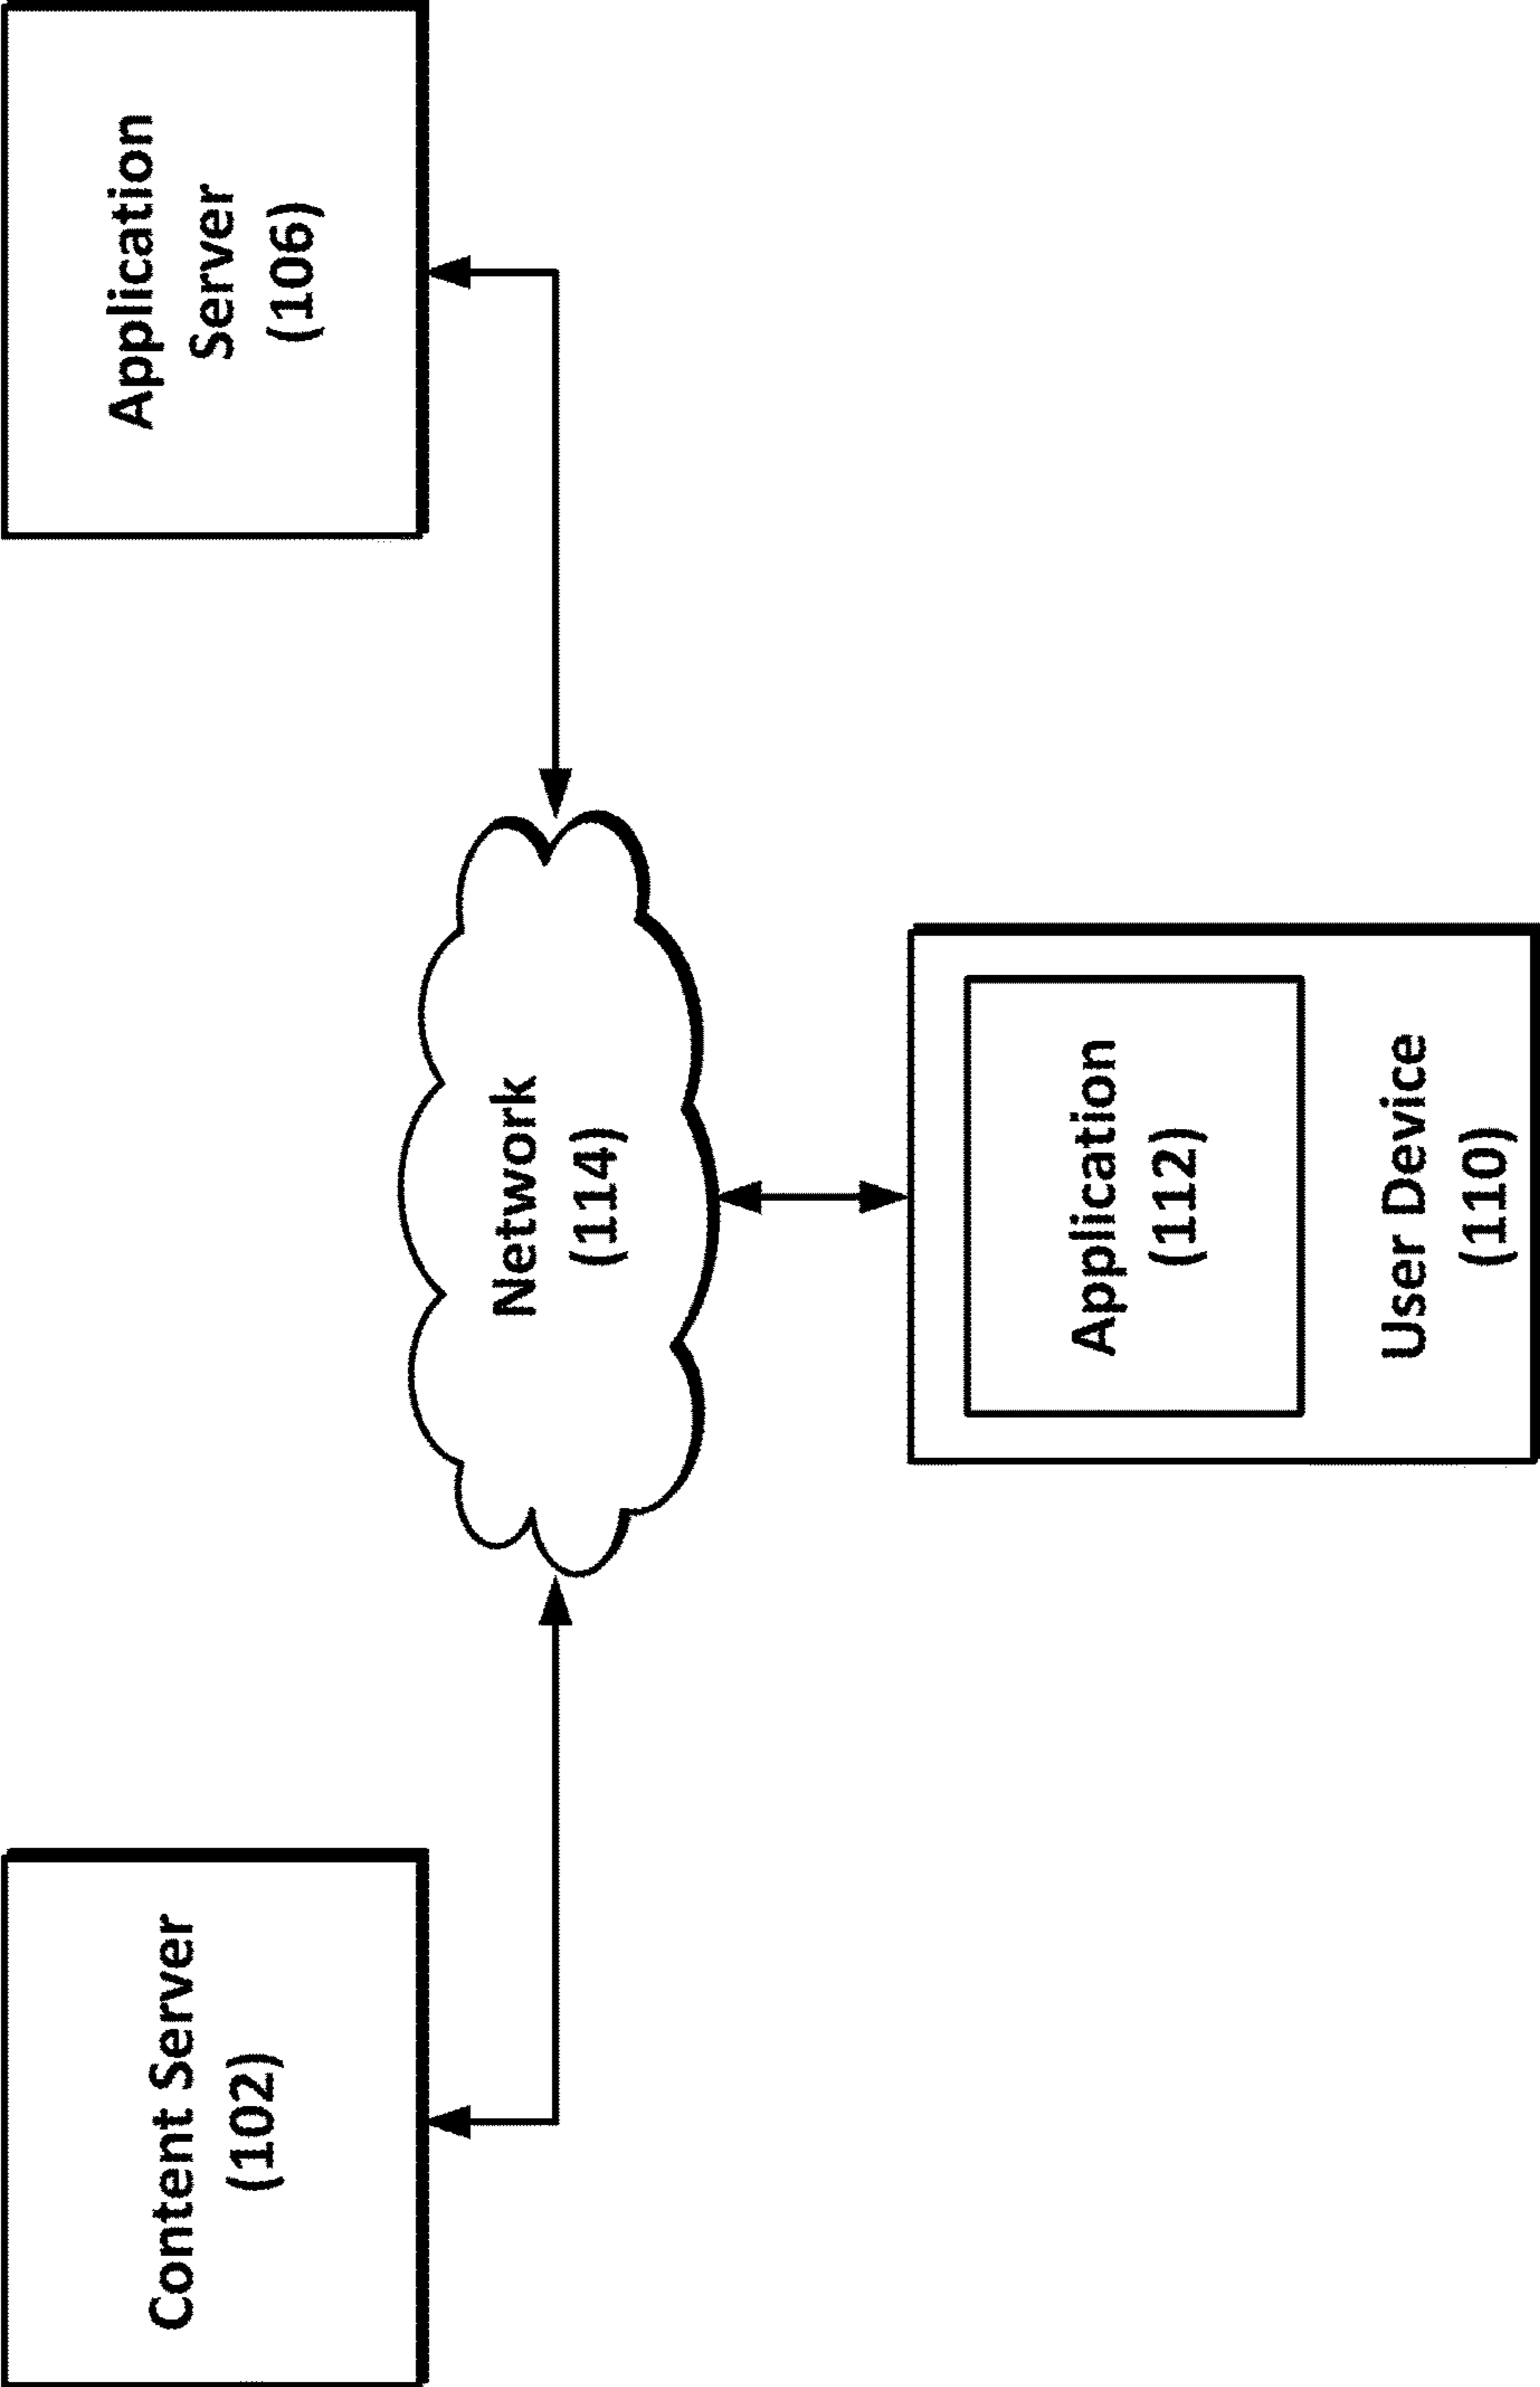 Content Server
(102)
Application
Server
(106)
Network
(114)
Application
(112)
User Device
(110)